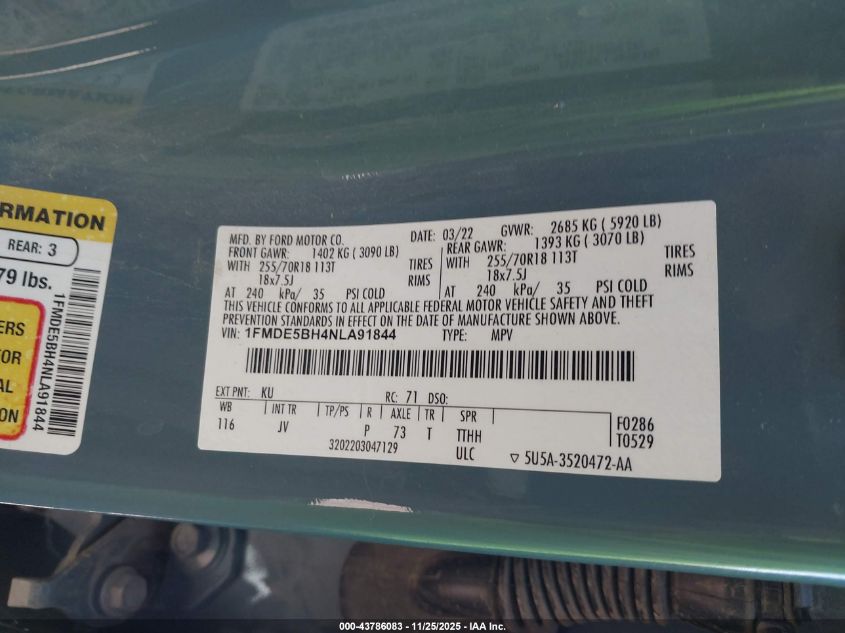 RMATION
REAR: 3
79 lbs.
1FMDE5BH4NLA91844
ERS
TOR
AL
ON
MFD. BY FORD MOTOR CO. DATE: 03/22 GVWR: 2685 KG ( 5920 LB)
FRONT GAWR: 1402 KG ( 3090 LB) REAR GAWR: 1393 KG ( 3070 LB)
WITH 255/70R18 113T TIRES WITH 255/70R18 113T TIRES
18x7.5J RIMS 18x7.5J RIMS
AT 240 kPa/ 35 PSI COLD AT 240 kPa/ 35 PSI COLD
THIS VEHICLE CONFORMS TO ALL APPLICABLE FEDERAL MOTOR VEHICLE SAFETY AND THEFT
PREVENTION STANDARDS IN EFFECT ON THE DATE OF MANUFACTURE SHOWN ABOVE.
VIN: 1FMDE5BH4NLA91844 TYPE: MPV
EXT PNT: KU RC: 71 DSO:
WB INT TR TP/PS R AXLE TR SPR F0286
116 JV P 73 T TTHH T0529
3202203047129 ULC ▽ 5U5A-3520472-AA
000-43786083 — 11/25/2025 — IAA Inc.